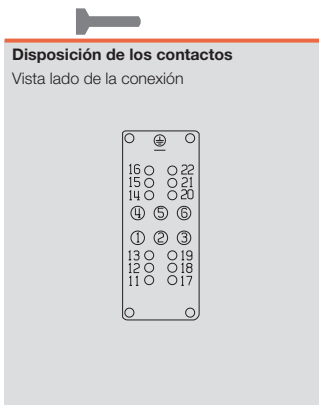 Disposición de los contactos
Vista lado de la conexión
16 22
15 21
14 20
4 5 6
1 2 3
13 19
12 18
11 17